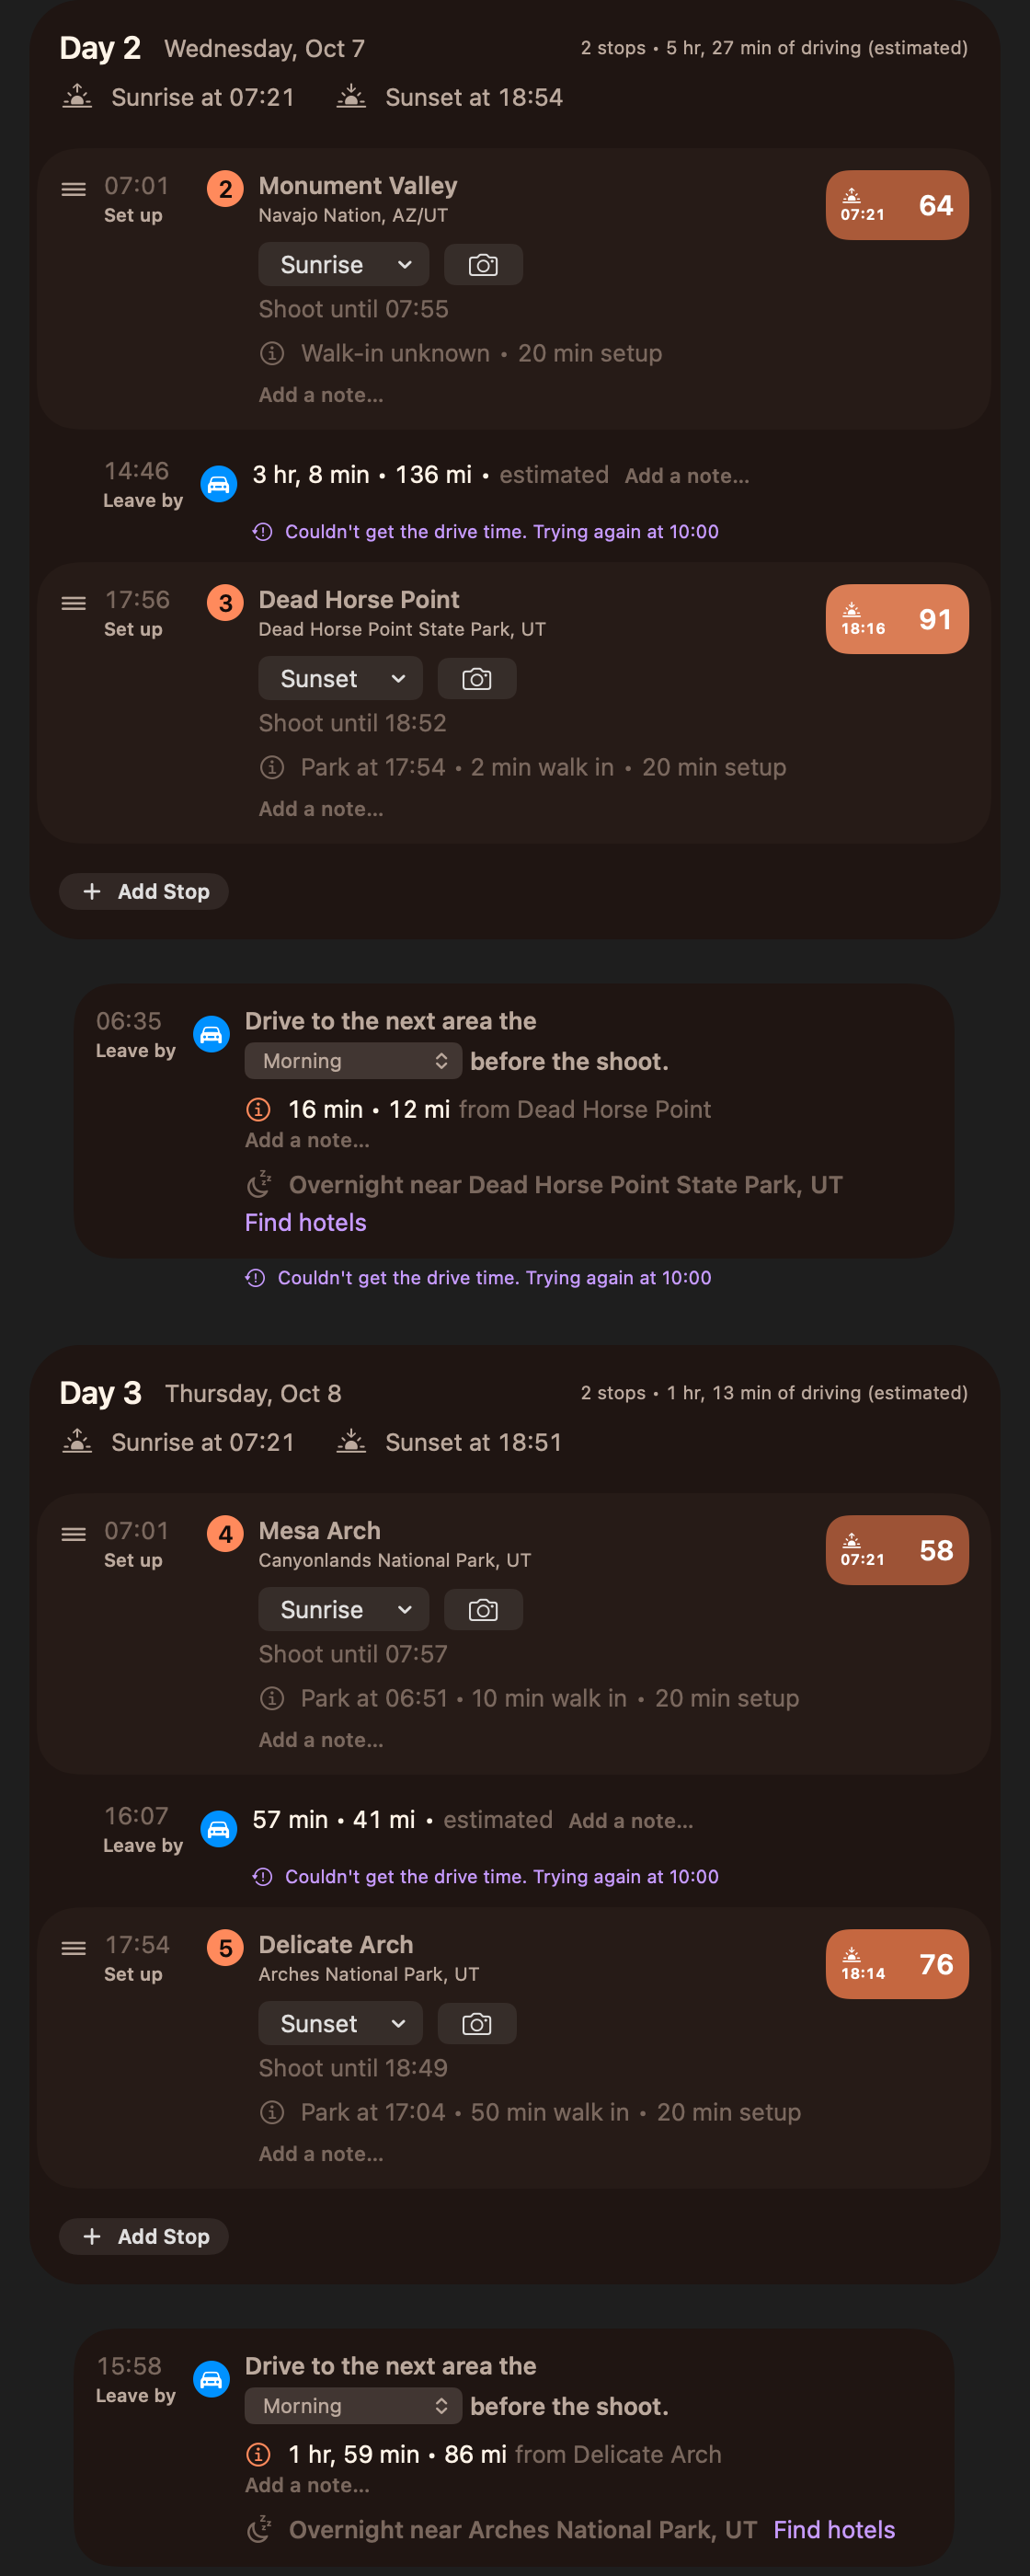 Day 2 Wednesday, Oct 7 2 stops • 5 hr, 27 min of driving (estimated)
Sunrise at 07:21 Sunset at 18:54
07:01 2 Monument Valley 07:21 64
Set up Navajo Nation, AZ/UT
Sunrise
Shoot until 07:55
Walk-in unknown • 20 min setup
Add a note...
14:46 3 hr, 8 min • 136 mi • estimated Add a note...
Leave by
Couldn't get the drive time. Trying again at 10:00
17:56 3 Dead Horse Point 18:16 91
Set up Dead Horse Point State Park, UT
Sunset
Shoot until 18:52
Park at 17:54 • 2 min walk in • 20 min setup
Add a note...
+ Add Stop
06:35 Drive to the next area the
Leave by
Morning before the shoot.
16 min • 12 mi from Dead Horse Point
Add a note...
Overnight near Dead Horse Point State Park, UT
Find hotels
Couldn't get the drive time. Trying again at 10:00
Day 3 Thursday, Oct 8 2 stops • 1 hr, 13 min of driving (estimated)
Sunrise at 07:21 Sunset at 18:51
07:01 4 Mesa Arch 07:21 58
Set up Canyonlands National Park, UT
Sunrise
Shoot until 07:57
Park at 06:51 • 10 min walk in • 20 min setup
Add a note...
16:07 57 min • 41 mi • estimated Add a note...
Leave by
Couldn't get the drive time. Trying again at 10:00
17:54 5 Delicate Arch 18:14 76
Set up Arches National Park, UT
Sunset
Shoot until 18:49
Park at 17:04 • 50 min walk in • 20 min setup
Add a note...
+ Add Stop
15:58 Drive to the next area the
Leave by
Morning before the shoot.
1 hr, 59 min • 86 mi from Delicate Arch
Add a note...
Overnight near Arches National Park, UT Find hotels